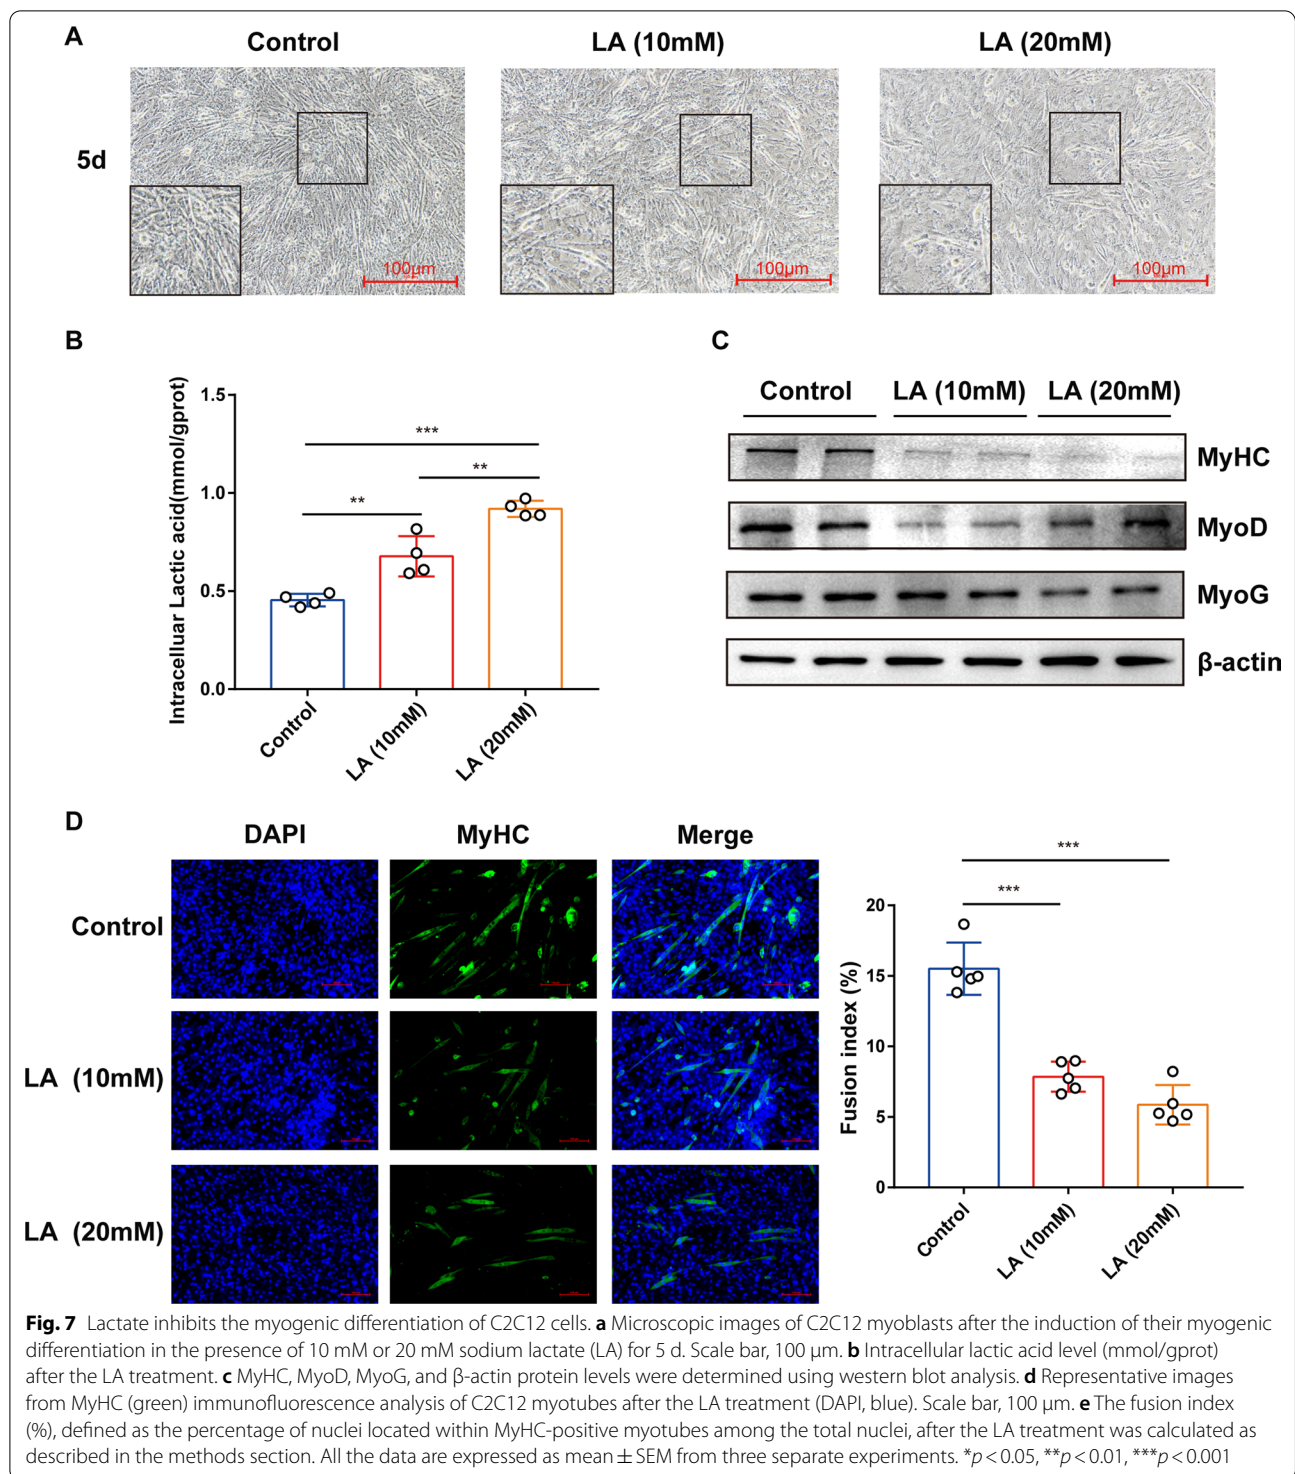 A
Control
LA (10mM)
LA (20mM)
5d
100μm
100μm
100μm
B
Intracelluar Lactic acid(mmol/gprot)
1.5
1.0
0.5
0.0
***
**
**
Control
LA (10mM)
LA (20mM)
C
Control
LA (10mM)
LA (20mM)
MyHC
MyoD
MyoG
β-actin
D
DAPI
MyHC
Merge
Control
LA (10mM)
LA (20mM)
Fusion index (%)
20
15
10
5
0
***
***
Control
LA (10mM)
LA (20mM)
Fig. 7 Lactate inhibits the myogenic differentiation of C2C12 cells. a Microscopic images of C2C12 myoblasts after the induction of their myogenic
differentiation in the presence of 10 mM or 20 mM sodium lactate (LA) for 5 d. Scale bar, 100 μm. b Intracellular lactic acid level (mmol/gprot)
after the LA treatment. c MyHC, MyoD, MyoG, and β-actin protein levels were determined using western blot analysis. d Representative images
from MyHC (green) immunofluorescence analysis of C2C12 myotubes after the LA treatment (DAPI, blue). Scale bar, 100 μm. e The fusion index
(%), defined as the percentage of nuclei located within MyHC-positive myotubes among the total nuclei, after the LA treatment was calculated as
described in the methods section. All the data are expressed as mean ± SEM from three separate experiments. *p < 0.05, **p < 0.01, ***p < 0.001